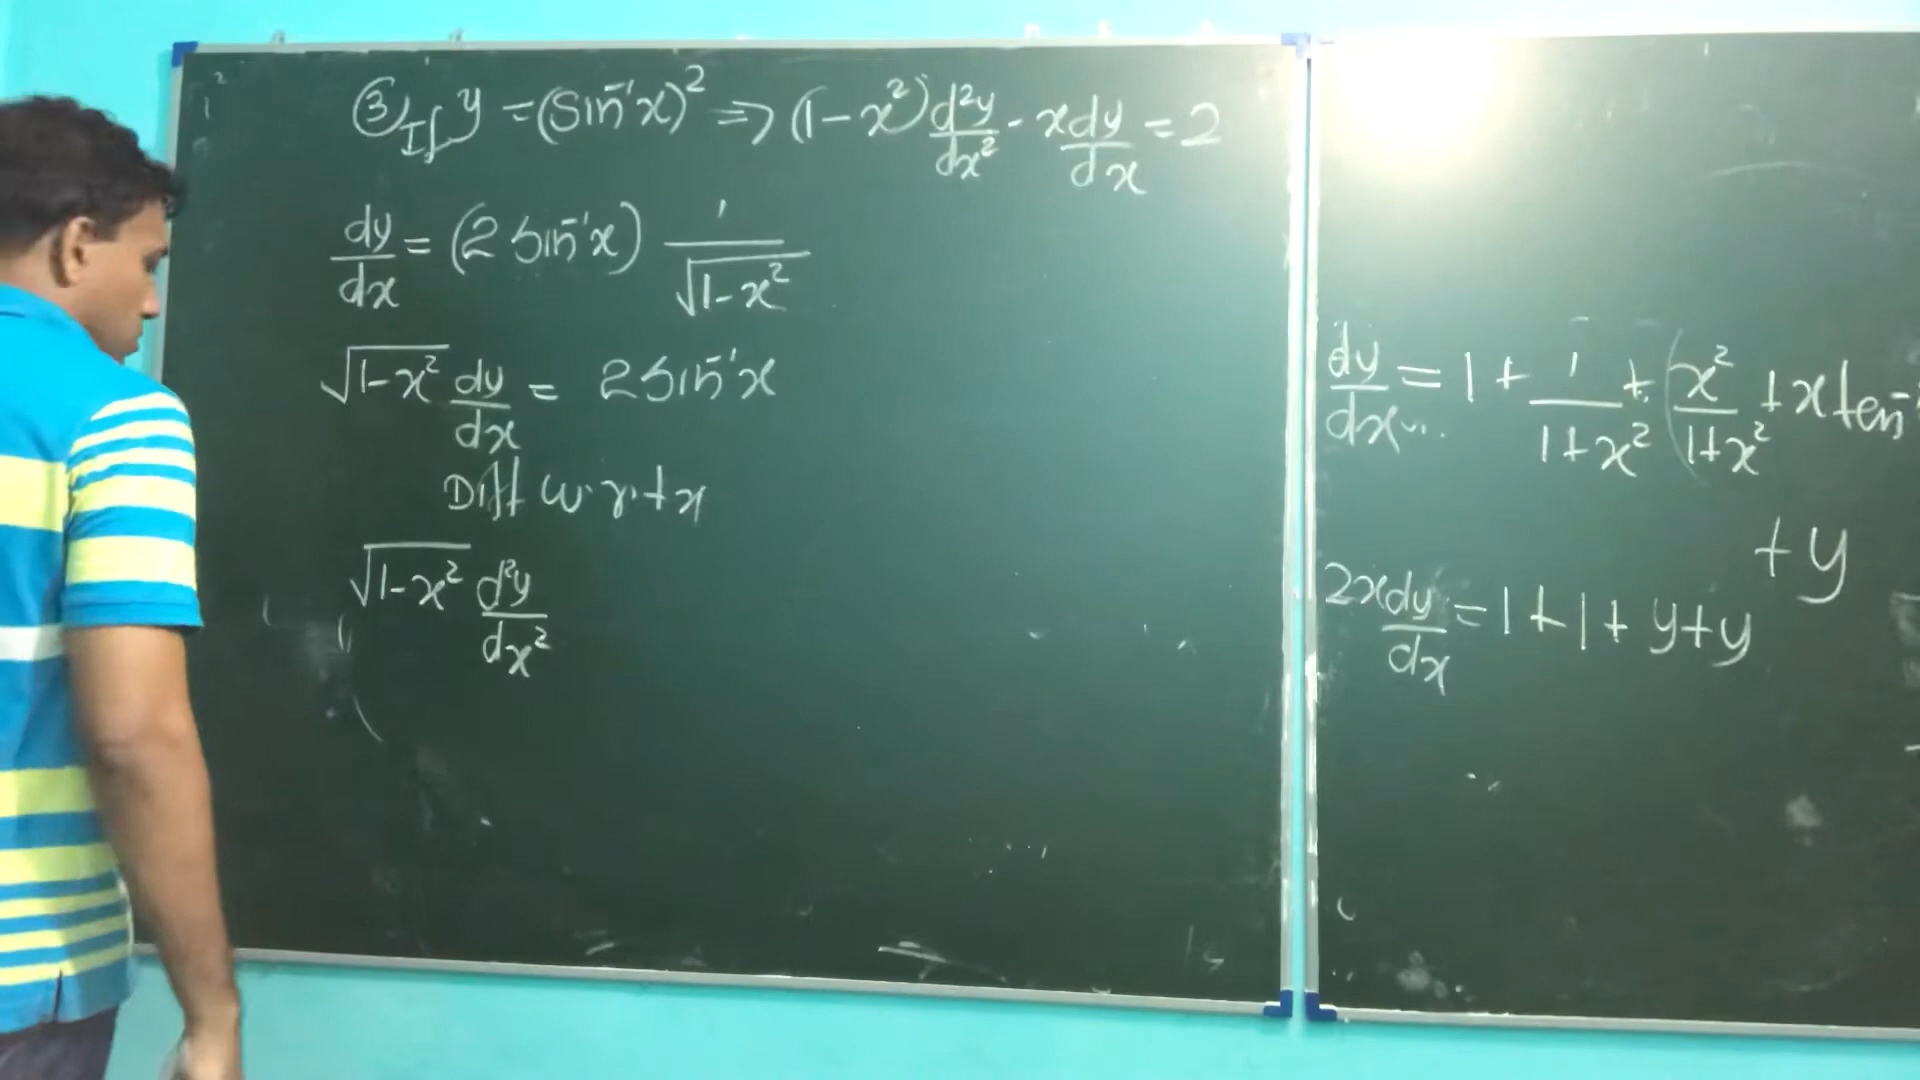 ③ If y = (Sin⁻¹x)² ⇒ (1-x²) d²y/dx² - x dy/dx = 2
dy/dx = (2 sin⁻¹x) 1/√(1-x²)
√(1-x²) dy/dx = 2 sin⁻¹x
Diff w.r.t x
√(1-x²) d²y/dx²
dy/dx = 1 + 1/(1+x²) + (x²/(1+x²) + x
+ y
2x dy/dx = 1 + 1 + y + y